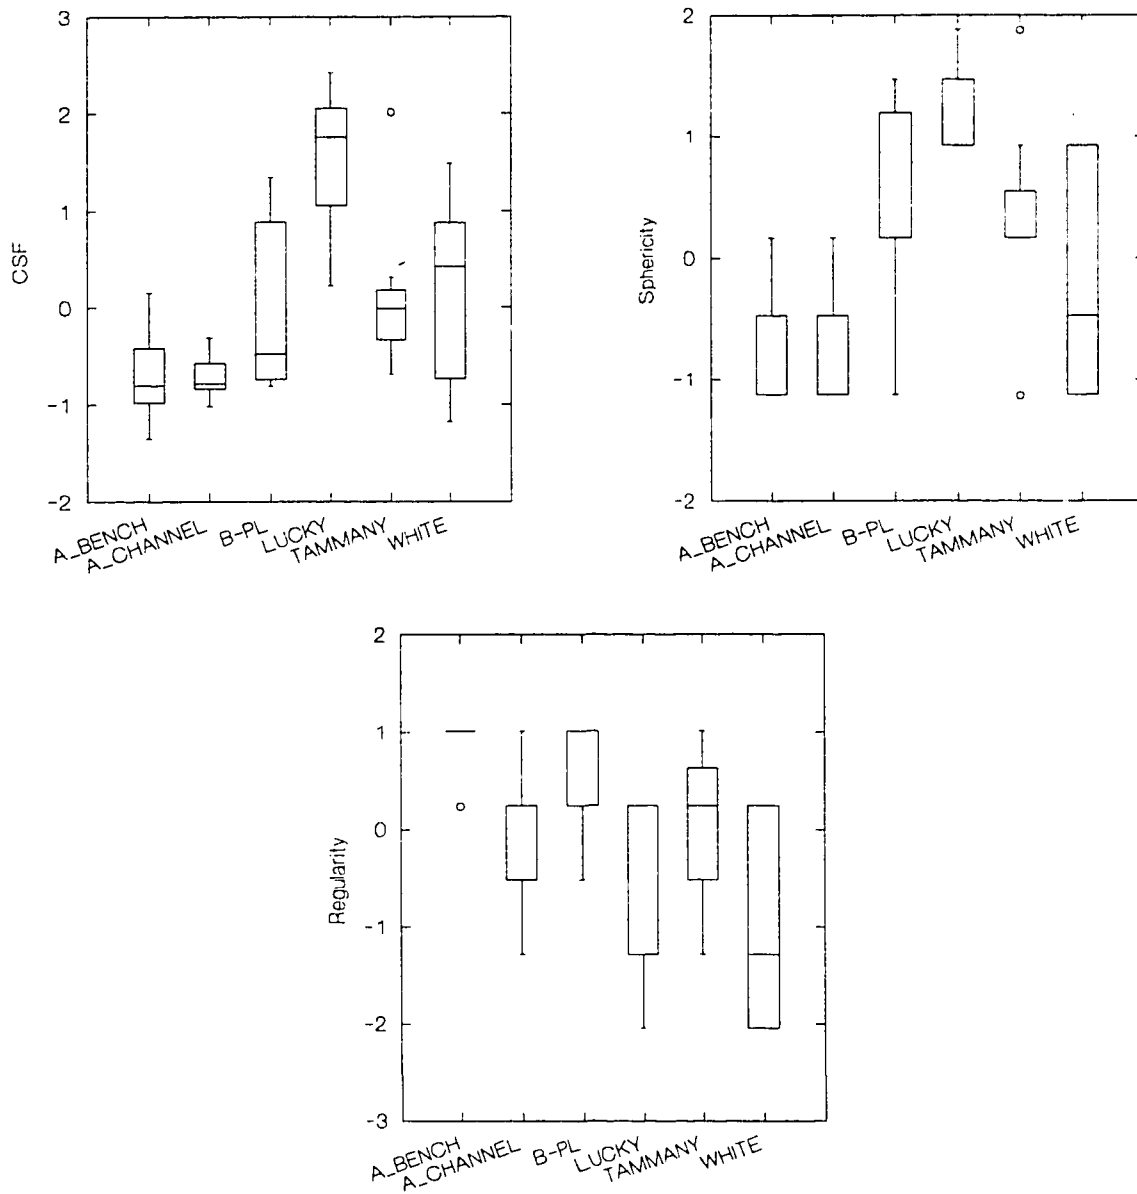 3
2
1
0
-1
-2
CSF
A_BENCH
A_CHANNEL
B-PL
LUCKY
TAMMANY
WHITE
2
1
0
-1
-2
Sphericity
A_BENCH
A_CHANNEL
B-PL
LUCKY
TAMMANY
WHITE
2
1
0
-1
-2
-3
Regularity
A_BENCH
A_CHANNEL
B-PL
LUCKY
TAMMANY
WHITE